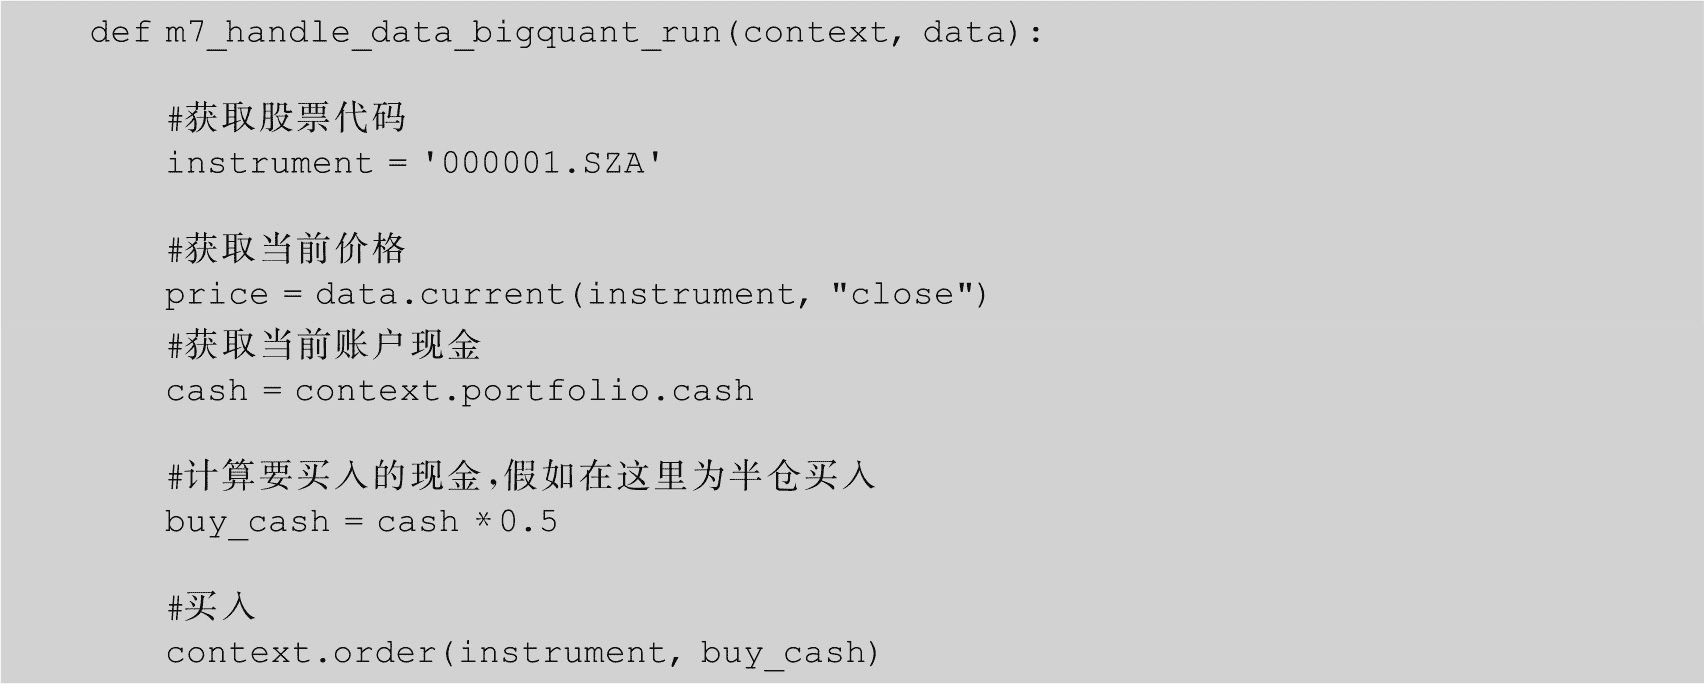 def m7_handle_data_bigquant_run(context, data):
#获取股票代码
instrument = '000001.SZA'
#获取当前价格
price = data.current(instrument, "close")
#获取当前账户现金
cash = context.portfolio.cash
#计算要买入的现金,假如在这里为半仓买入
buy_cash = cash *0.5
#买入
context.order(instrument, buy_cash)